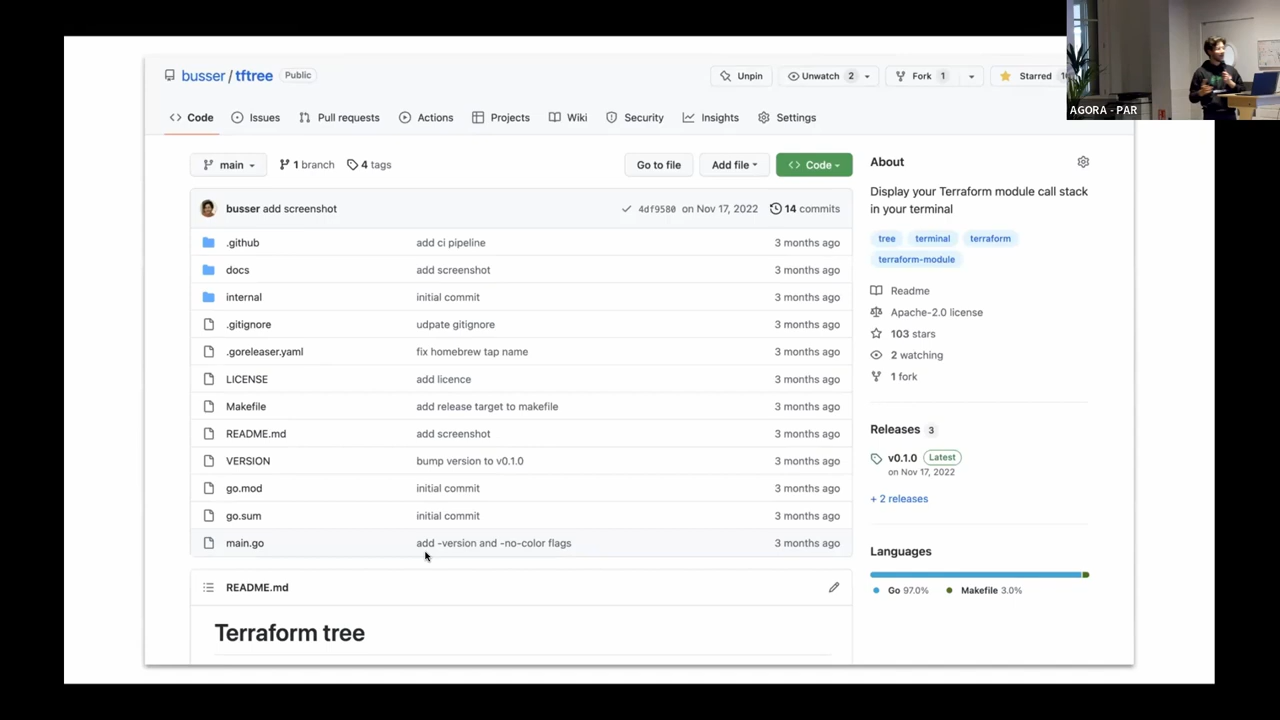 busser / tftree Public
Unpin
Unwatch 2
Fork 1
Starred
AGORA - PAR
Code
Issues
Pull requests
Actions
Projects
Wiki
Security
Insights
Settings
main
1 branch
4 tags
Go to file
Add file
Code
busser add screenshot
4df9580 on Nov 17, 2022
14 commits
.github add ci pipeline 3 months ago
docs add screenshot 3 months ago
internal initial commit 3 months ago
.gitignore udpate gitignore 3 months ago
.goreleaser.yaml fix homebrew tap name 3 months ago
LICENSE add licence 3 months ago
Makefile add release target to makefile 3 months ago
README.md add screenshot 3 months ago
VERSION bump version to v0.1.0 3 months ago
go.mod initial commit 3 months ago
go.sum initial commit 3 months ago
main.go add -version and -no-color flags 3 months ago
README.md
Terraform tree
About
Display your Terraform module call stack
in your terminal
tree terminal terraform
terraform-module
Readme
Apache-2.0 license
103 stars
2 watching
1 fork
Releases 3
v0.1.0 Latest
on Nov 17, 2022
+ 2 releases
Languages
Go 97.0% Makefile 3.0%